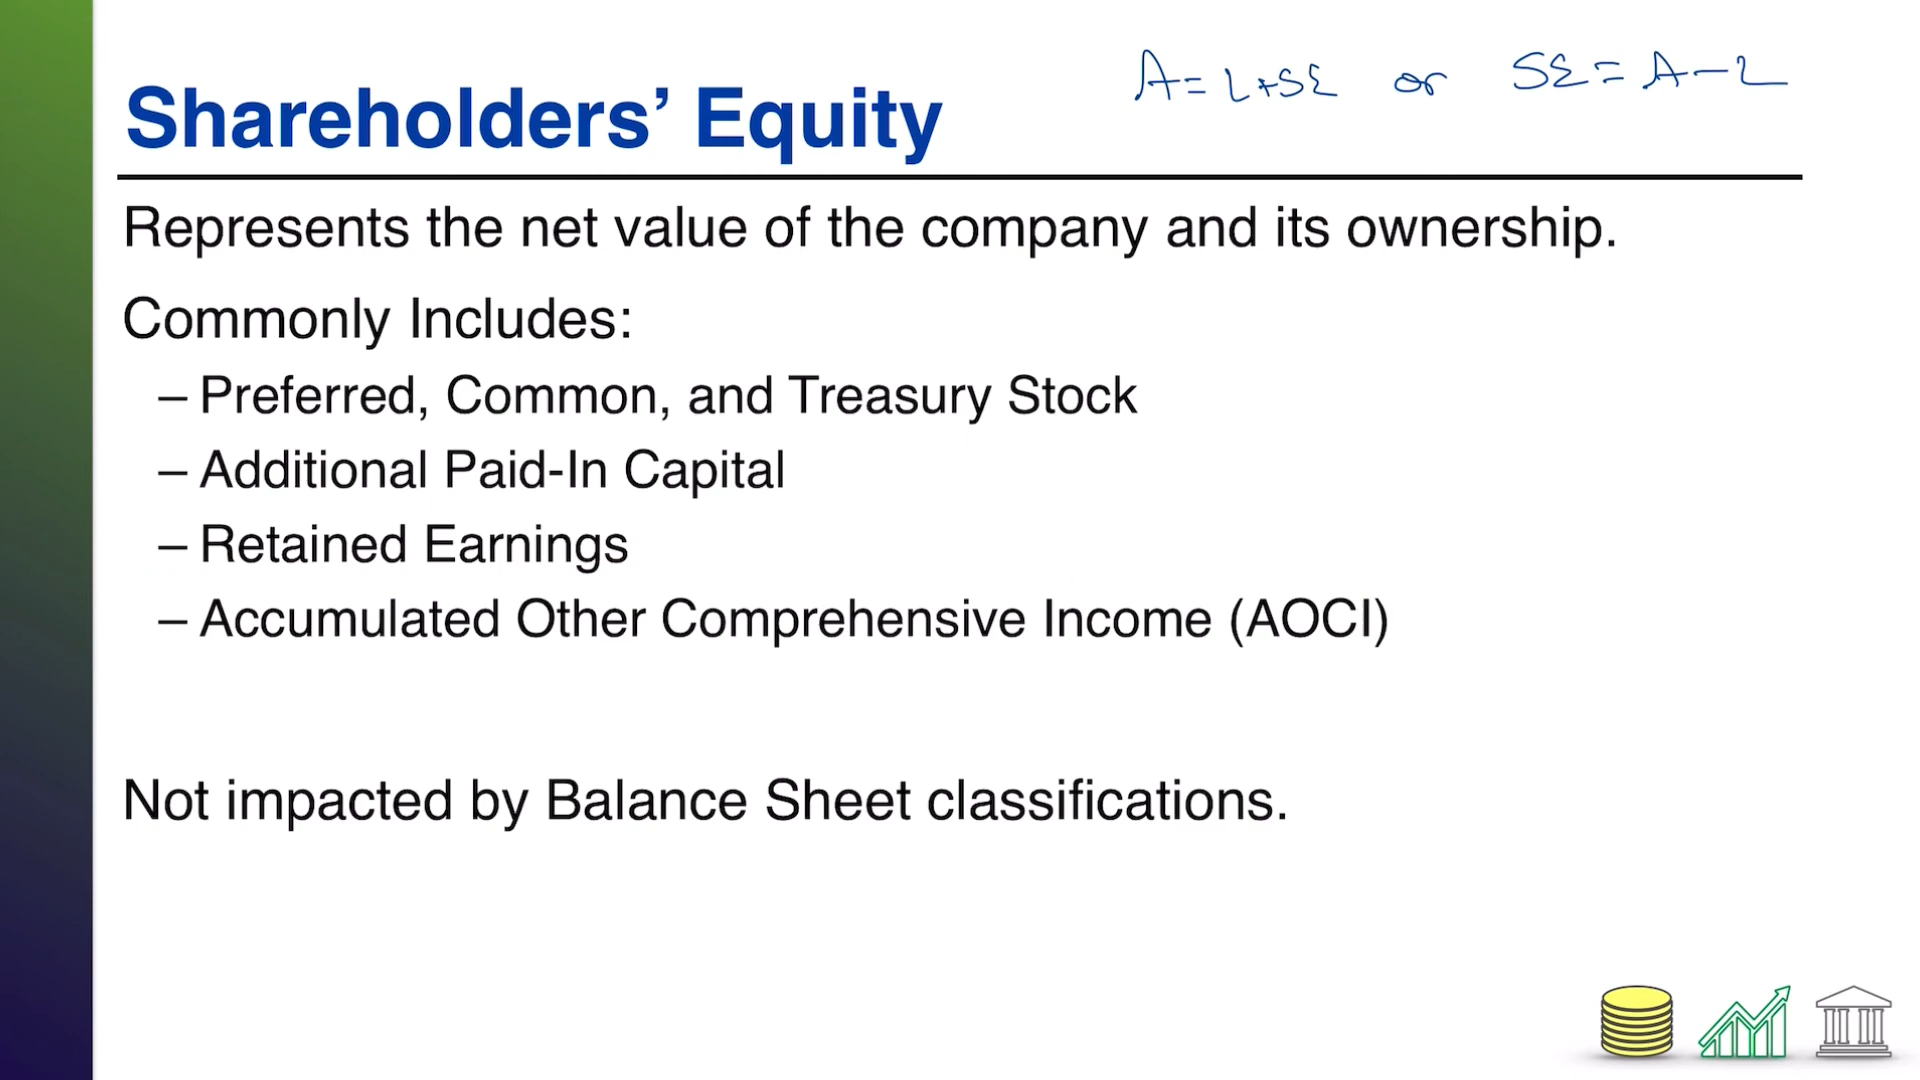 A = L + SE or SE = A - L
Shareholders’ Equity
Represents the net value of the company and its ownership.
Commonly Includes:
– Preferred, Common, and Treasury Stock
– Additional Paid-In Capital
– Retained Earnings
– Accumulated Other Comprehensive Income (AOCI)
Not impacted by Balance Sheet classifications.